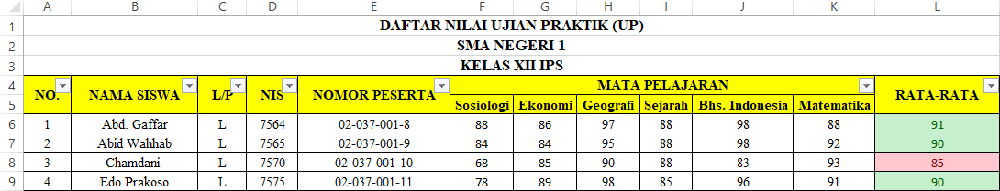 A B C D E F G H I J K L
1 DAFTAR NILAI UJIAN PRAKTIK (UP)
2 SMA NEGERI 1
3 KELAS XII IPS
4 NO. NAMA SISWA L/P NIS NOMOR PESERTA MATA PELAJARAN RATA-RATA
5 Sosiologi Ekonomi Geografi Sejarah Bhs. Indonesia Matematika
6 1 Abd. Gaffar L 7564 02-037-001-8 88 86 97 88 98 88 91
7 2 Abid Wahhab L 7565 02-037-001-9 84 84 95 88 98 92 90
8 3 Chamdani L 7570 02-037-001-10 68 85 90 88 83 93 85
9 4 Edo Prakoso L 7575 02-037-001-11 78 89 98 85 96 91 90